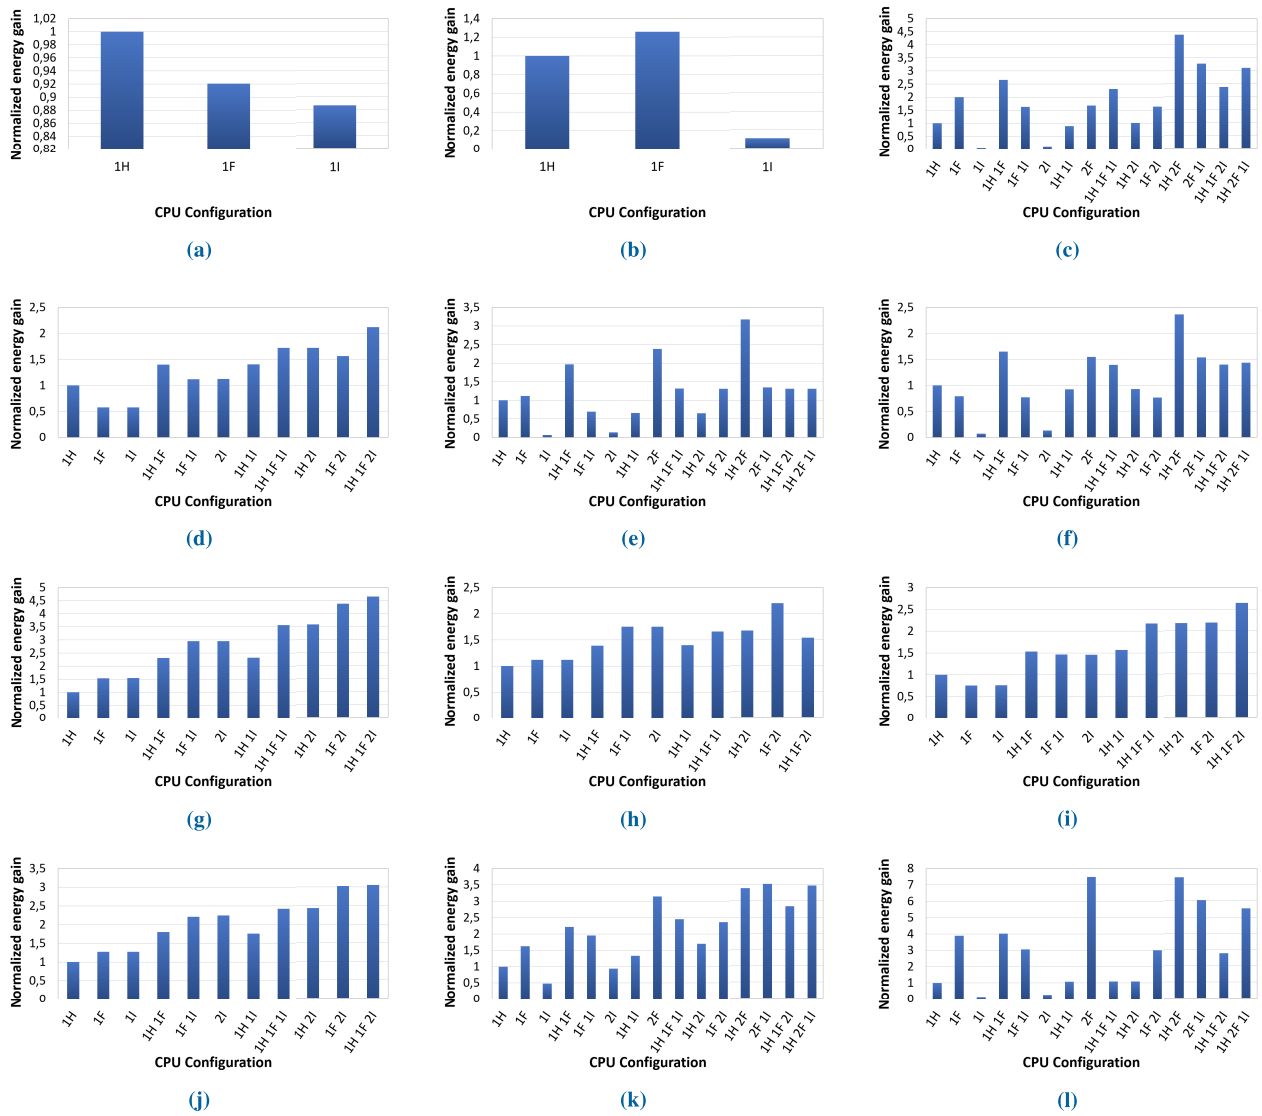 Normalized energy gain
1,02
1
0,98
0,96
0,94
0,92
0,9
0,88
0,86
0,84
0,82
1H 1F 1I
CPU Configuration
(a)
Normalized energy gain
1,4
1,2
1
0,8
0,6
0,4
0,2
0
1H 1F 1I
CPU Configuration
(b)
Normalized energy gain
5
4,5
4
3,5
3
2,5
2
1,5
1
0,5
0
1H
1F
1I
1H 1F
1F 1I
2I
1H 1I
2F
1H 1F 1I
1H 2I
1F 2I
1H 2F
2F 1I
1H 1F 2I
1H 2F 1I
CPU Configuration
(c)
Normalized energy gain
2,5
2
1,5
1
0,5
0
1H
1F
1I
1H 1F
1F 1I
2I
1H 1I
1H 1F 1I
1H 2I
1F 2I
1H 1F 2I
CPU Configuration
(d)
Normalized energy gain
3,5
3
2,5
2
1,5
1
0,5
0
1H
1F
1I
1H 1F
1F 1I
2I
1H 1I
2F
1H 1F 1I
1H 2I
1F 2I
1H 2F
2F 1I
1H 1F 2I
1H 2F 1I
CPU Configuration
(e)
Normalized energy gain
2,5
2
1,5
1
0,5
0
1H
1F
1I
1H 1F
1F 1I
2I
1H 1I
2F
1H 1F 1I
1H 2I
1F 2I
1H 2F
2F 1I
1H 1F 2I
1H 2F 1I
CPU Configuration
(f)
Normalized energy gain
5
4,5
4
3,5
3
2,5
2
1,5
1
0,5
0
1H
1F
1I
1H 1F
1F 1I
2I
1H 1I
1H 1F 1I
1H 2I
1F 2I
1H 1F 2I
CPU Configuration
(g)
Normalized energy gain
2,5
2
1,5
1
0,5
0
1H
1F
1I
1H 1F
1F 1I
2I
1H 1I
1H 1F 1I
1H 2I
1F 2I
1H 1F 2I
CPU Configuration
(h)
Normalized energy gain
3
2,5
2
1,5
1
0,5
0
1H
1F
1I
1H 1F
1F 1I
2I
1H 1I
1H 1F 1I
1H 2I
1F 2I
1H 1F 2I
CPU Configuration
(i)
Normalized energy gain
3,5
3
2,5
2
1,5
1
0,5
0
1H
1F
1I
1H 1F
1F 1I
2I
1H 1I
1H 1F 1I
1H 2I
1F 2I
1H 1F 2I
CPU Configuration
(j)
Normalized energy gain
4
3,5
3
2,5
2
1,5
1
0,5
0
1H
1F
1I
1H 1F
1F 1I
2I
1H 1I
2F
1H 1F 1I
1H 2I
1F 2I
1H 2F
2F 1I
1H 1F 2I
1H 2F 1I
CPU Configuration
(k)
Normalized energy gain
8
7
6
5
4
3
2
1
0
1H
1F
1I
1H 1F
1F 1I
2I
1H 1I
2F
1H 1F 1I
1H 2I
1F 2I
1H 2F
2F 1I
1H 1F 2I
1H 2F 1I
CPU Configuration
(l)